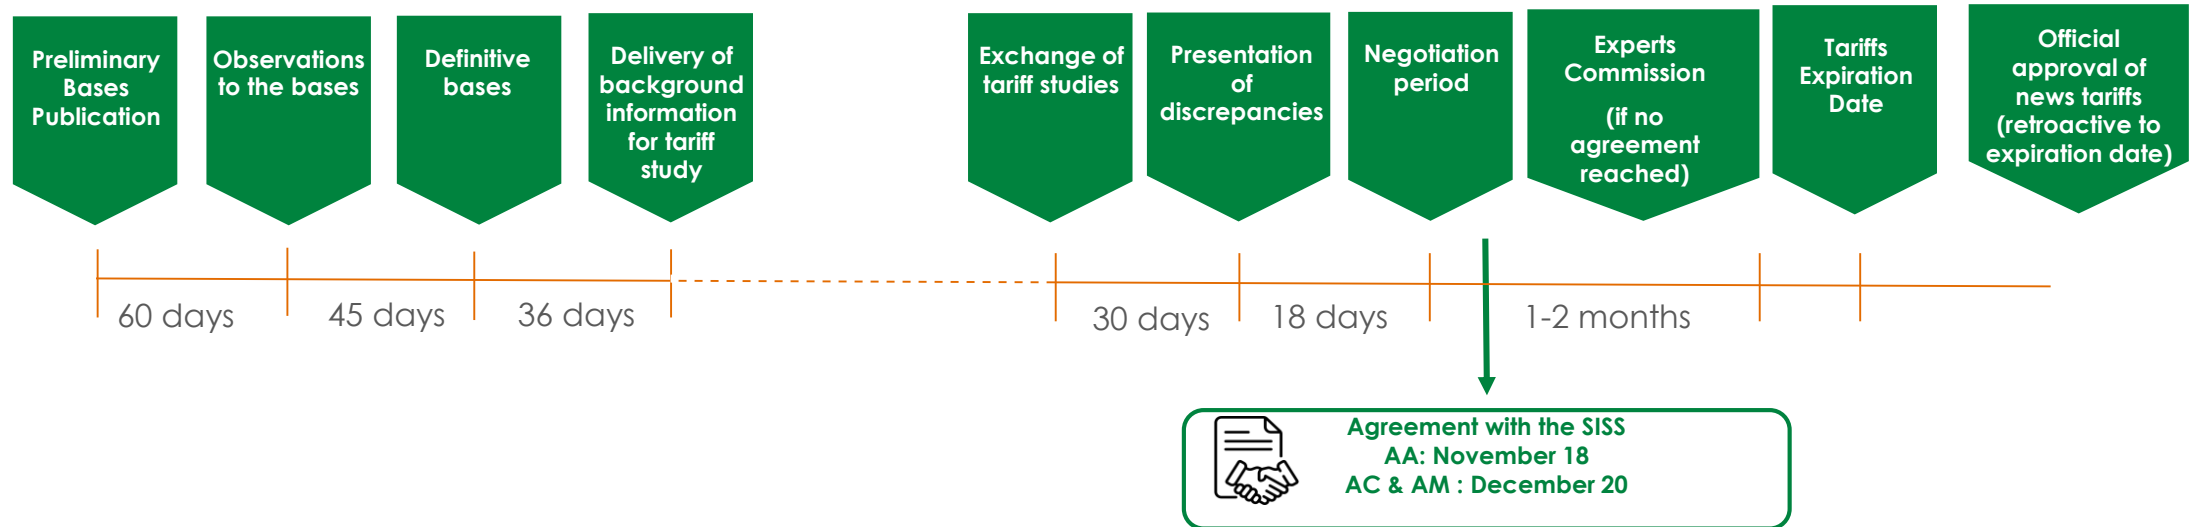 Preliminary
Bases
Publication
Observations
to the bases
Definitive
bases
Delivery of
background
information
for tariff
study
Exchange of
tariff studies
Presentation
of
discrepancies
Negotiation
period
Experts
Commission
(if no
agreement
reached)
Tariffs
Expiration
Date
Official
approval of
news tariffs
(retroactive to
expiration date)
60 days
45 days
36 days
30 days
18 days
1-2 months
Agreement with the SISS
AA: November 18
AC & AM : December 20